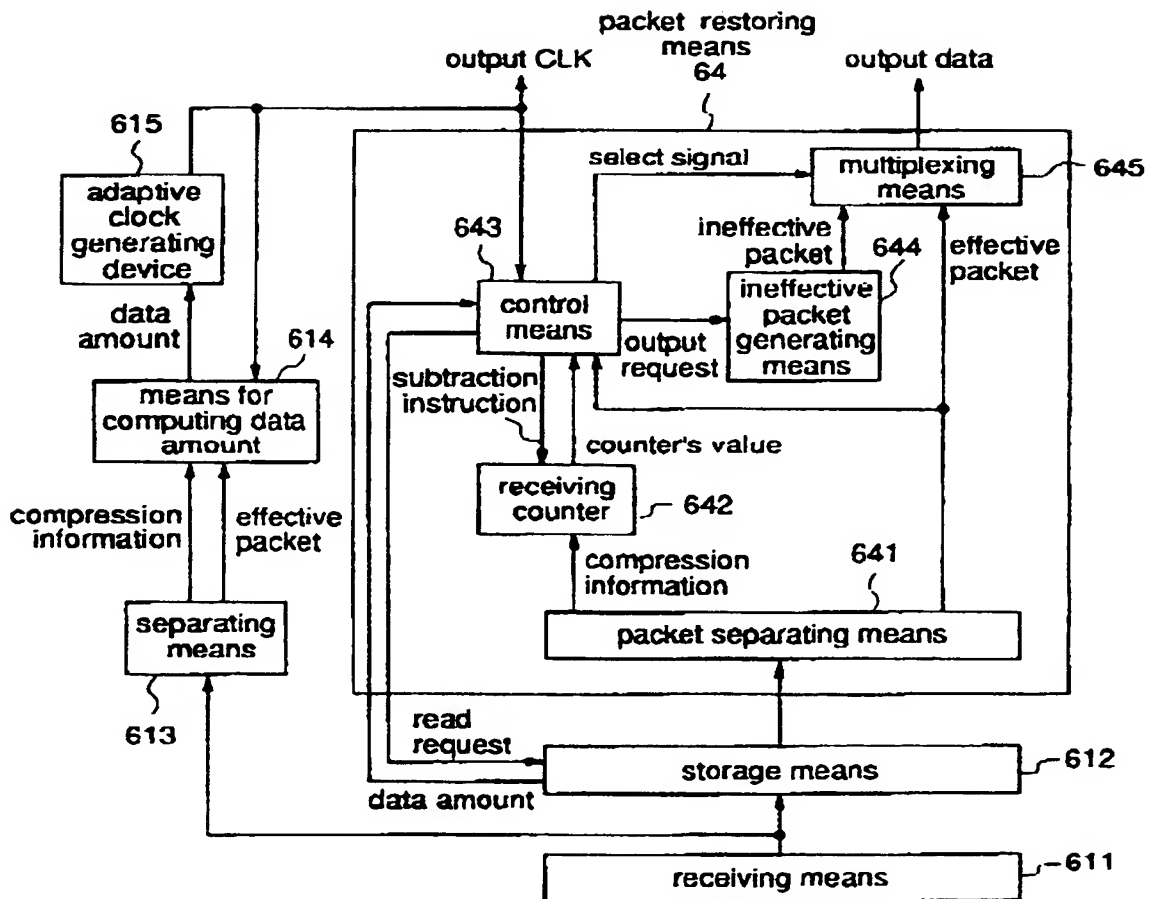 packet restoring
means
64
output CLK
output data
615
adaptive
clock
generating
device
select signal
multiplexing
means
645
643
ineffective
packet
644
effective
packet
control
means
output
request
ineffective
packet
generating
means
data
amount
614
means for
computing data
amount
subtraction
instruction
counter's value
receiving
counter
642
compression
information
effective
packet
compression
information
641
separating
means
packet separating means
613
read
request
storage means
612
data amount
receiving means
611